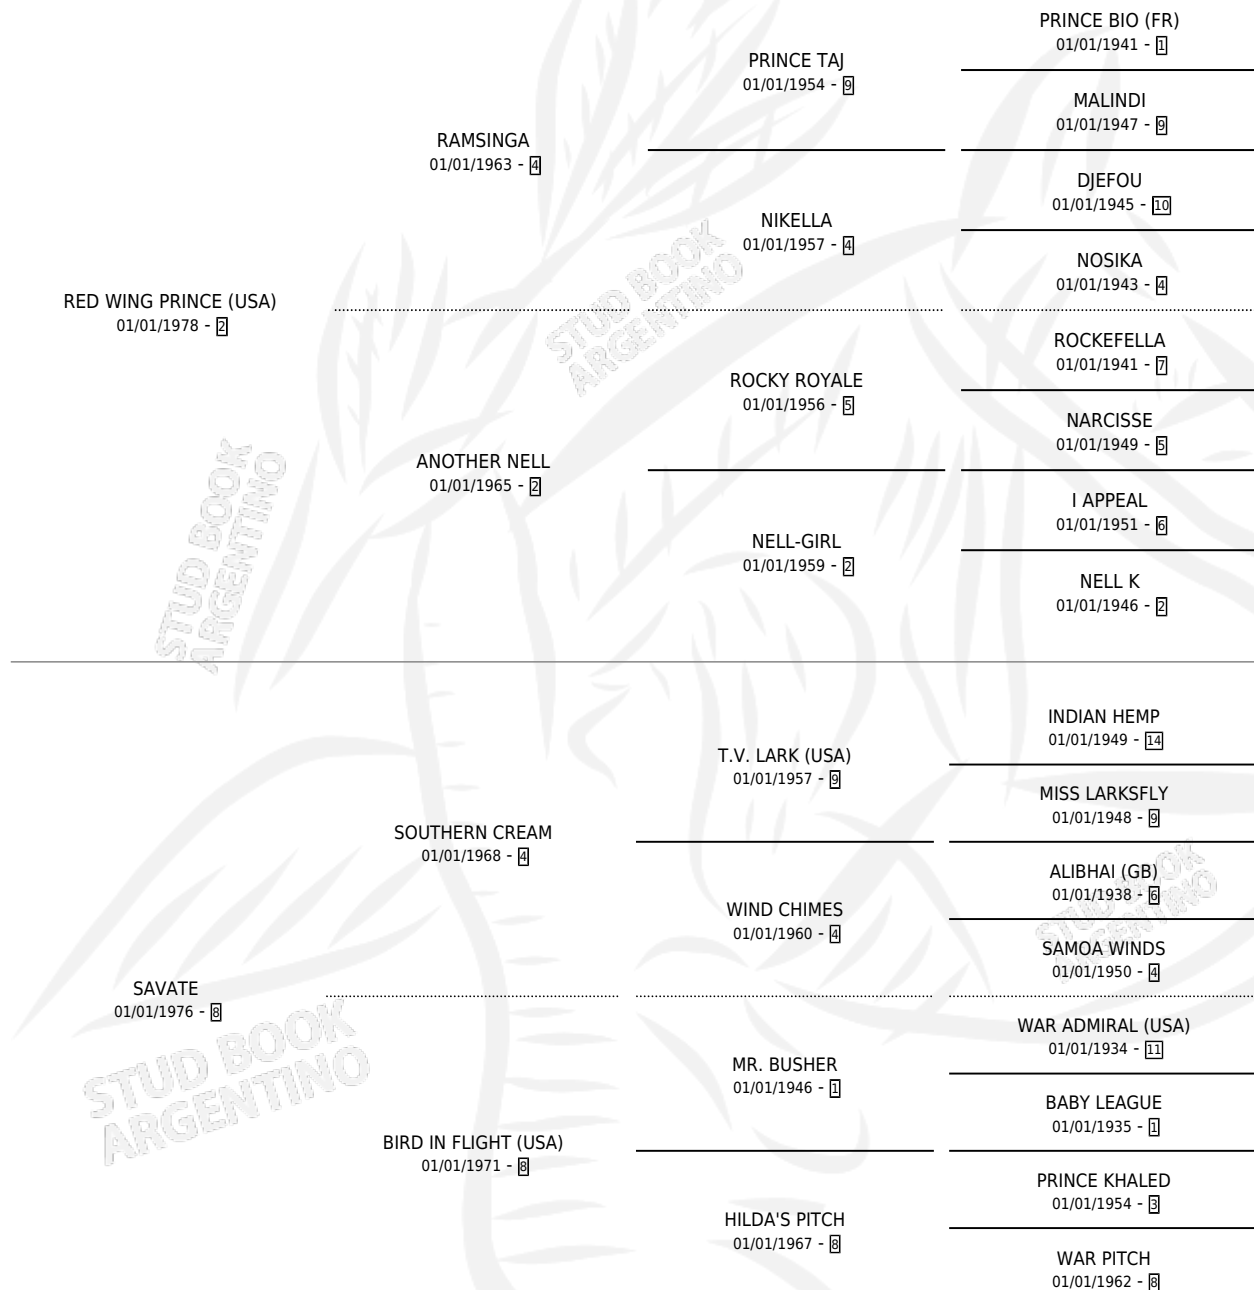 PRINCE BIO (FR)
01/01/1941 - 1
PRINCE TAJ
01/01/1954 - 9
MALINDI
01/01/1947 - 9
RAMSINGA
01/01/1963 - 4
DJEFOU
01/01/1945 - 10
NIKELLA
01/01/1957 - 4
NOSIKA
01/01/1943 - 4
RED WING PRINCE (USA)
01/01/1978 - 2
STUD BOOK
ARGENTINO
ROCKEFELLA
01/01/1941 - 7
ROCKY ROYALE
01/01/1956 - 5
NARCISSE
01/01/1949 - 5
ANOTHER NELL
01/01/1965 - 2
I APPEAL
01/01/1951 - 6
NELL-GIRL
01/01/1959 - 2
NELL K
01/01/1946 - 2
STUD BOOK
ARGENTINO
INDIAN HEMP
01/01/1949 - 14
T.V. LARK (USA)
01/01/1957 - 9
MISS LARKSFLY
01/01/1948 - 9
SOUTHERN CREAM
01/01/1968 - 4
ALIBHAI (GB)
01/01/1938 - 6
WIND CHIMES
01/01/1960 - 4
STUD BOOK
ARGENTINO
SAMOA WINDS
01/01/1950 - 4
SAVATE
01/01/1976 - 8
STUD BOOK
ARGENTINO
WAR ADMIRAL (USA)
01/01/1934 - 11
MR. BUSHER
01/01/1946 - 1
BABY LEAGUE
01/01/1935 - 1
BIRD IN FLIGHT (USA)
01/01/1971 - 8
PRINCE KHALED
01/01/1954 - 3
HILDA'S PITCH
01/01/1967 - 8
WAR PITCH
01/01/1962 - 8